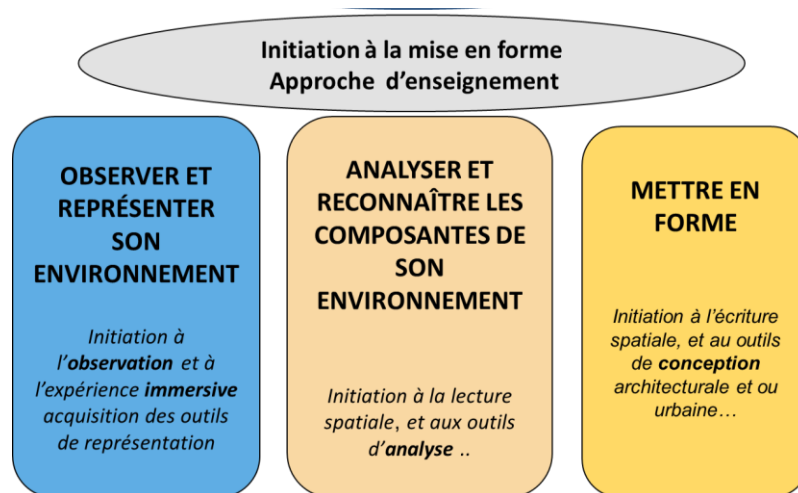 Initiation à la mise en forme
Approche d'enseignement
OBSERVER ET
REPRÉSENTER
SON
ENVIRONNEMENT
Initiation à
l'observation et à
l'expérience immersive
acquisition des outils
de représentation
ANALYSER ET
RECONNAÎTRE LES
COMPOSANTES DE
SON
ENVIRONNEMENT
Initiation à la lecture
spatiale, et aux outils
d'analyse ..
METTRE EN
FORME
Initiation à l'écriture
spatiale, et au outils
de conception
architecturale et ou
urbaine…